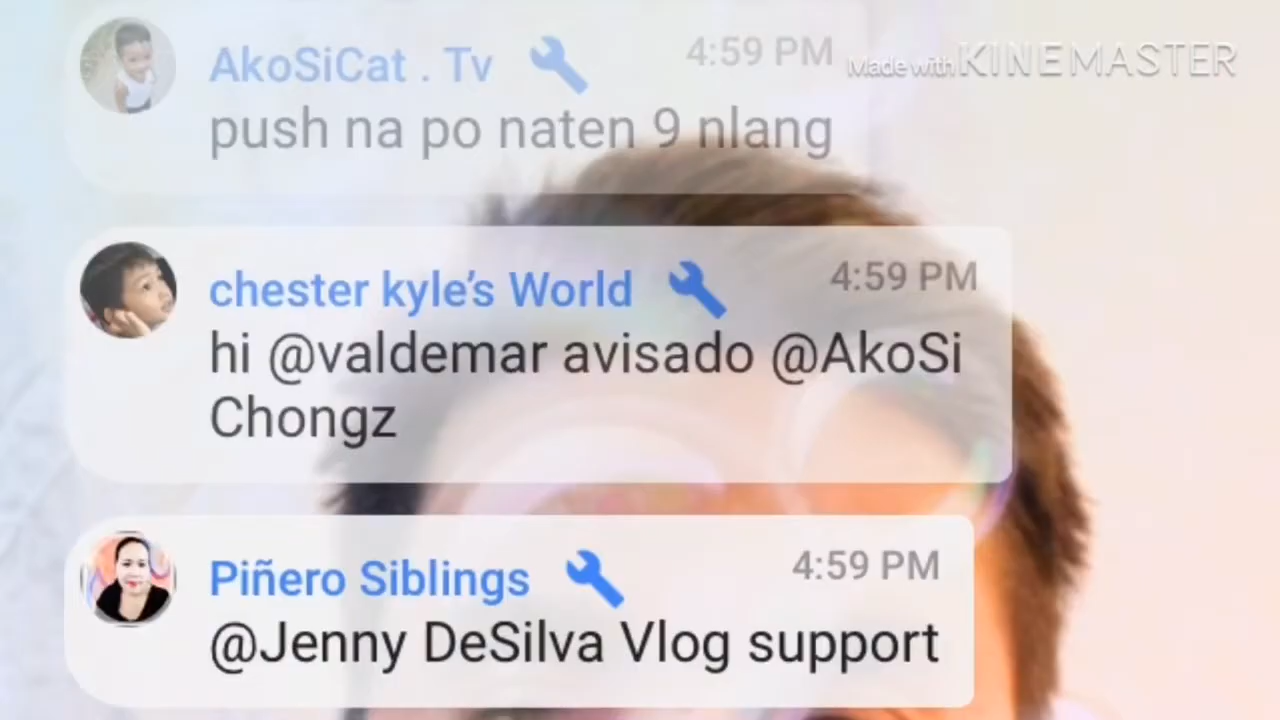 AkoSiCat . Tv 4:59 PM
Made with KINEMASTER
push na po naten 9 nlang
chester kyle’s World 4:59 PM
hi @valdemar avisado @AkoSi
Chongz
Piñero Siblings 4:59 PM
@Jenny DeSilva Vlog support